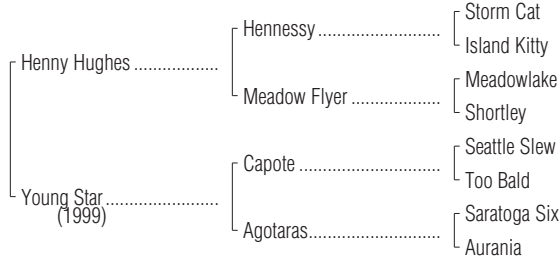 Storm Cat
Hennessy
Island Kitty
Henny Hughes
Meadowlake
Meadow Flyer
Shortley
Seattle Slew
Capote
Too Bald
Young Star
(1999)
Saratoga Six
Agotaras
Aurania